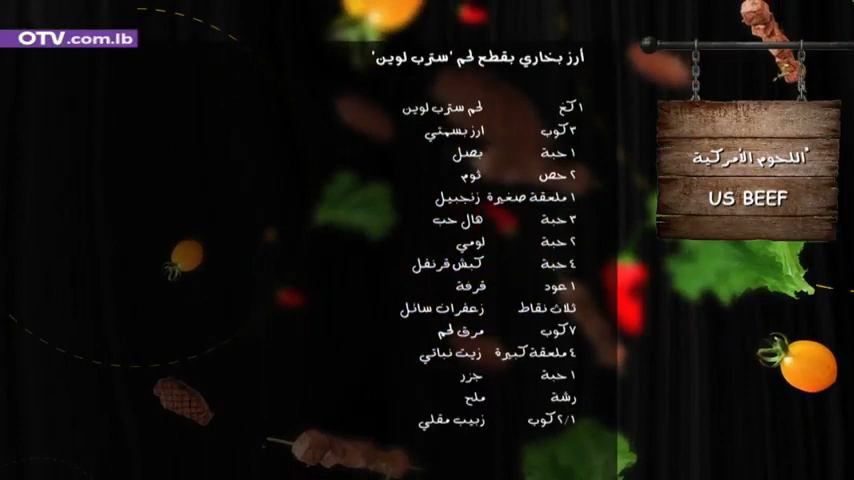 OTV.com.lb
أرز بخاري بقطع لحم "سترب لوين"
١ كغ لحم سترب لوين
٣ كوب ارز بسمتي
١ حبة بصل
٢ حص ثوم
١ ملعقة صغيرة زنجبيل
٣ حبة هال حب
٢ حبة لومي
٤ حبة كبش قرنفل
١ عود قرفة
ثلاث نقاط زعفران سائل
٧ كوب مرق لحم
٤ ملعقة كبيرة زيت نباتي
١ حبة جزر
رشة ملح
١/٢ كوب زبيب مقلي
اللحوم الأمركية
US BEEF